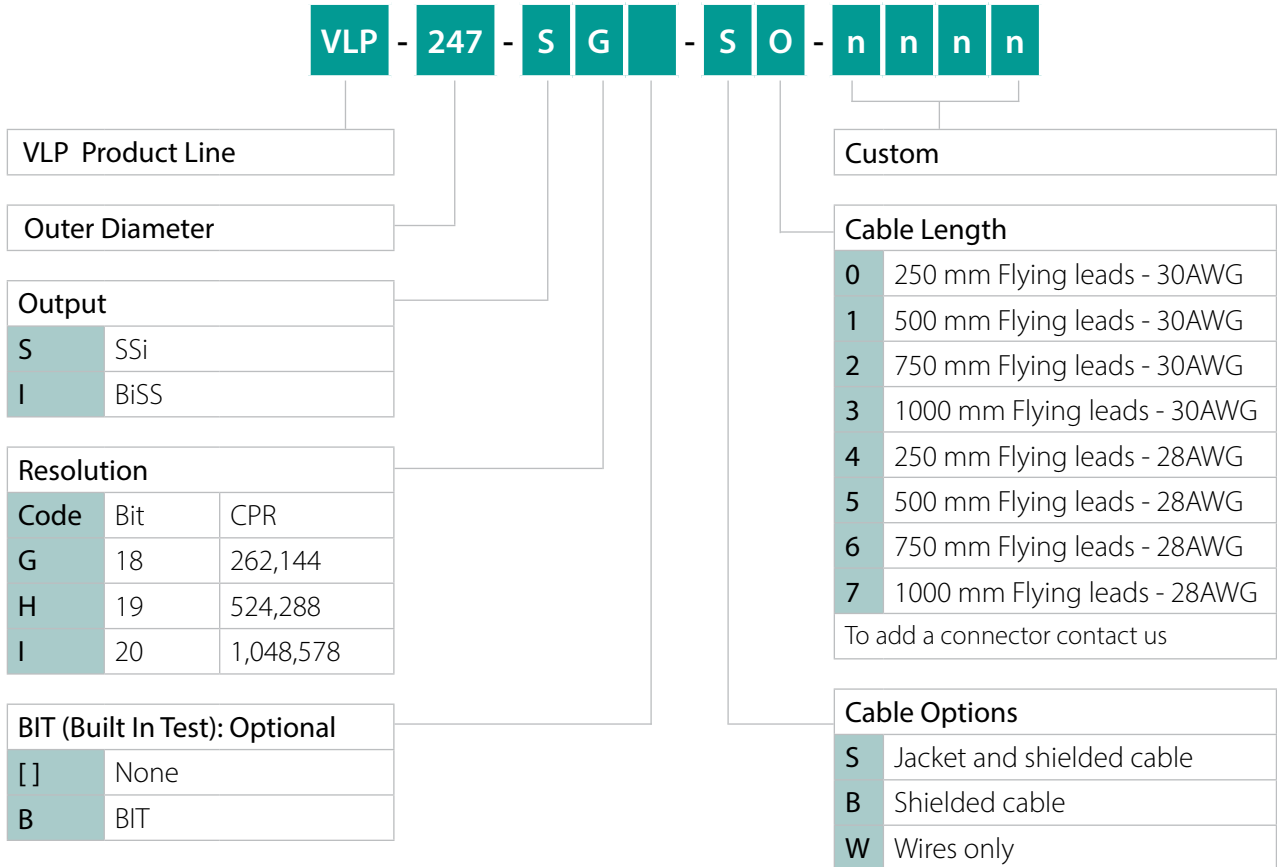 VLP - 247 - S G - S O - n n n n
VLP Product Line
Outer Diameter
Output
S SSi
I BiSS
Resolution
Code Bit CPR
G 18 262,144
H 19 524,288
I 20 1,048,578
BIT (Built In Test): Optional
[ ] None
B BIT
Custom
Cable Length
0 250 mm Flying leads - 30AWG
1 500 mm Flying leads - 30AWG
2 750 mm Flying leads - 30AWG
3 1000 mm Flying leads - 30AWG
4 250 mm Flying leads - 28AWG
5 500 mm Flying leads - 28AWG
6 750 mm Flying leads - 28AWG
7 1000 mm Flying leads - 28AWG
To add a connector contact us
Cable Options
S Jacket and shielded cable
B Shielded cable
W Wires only